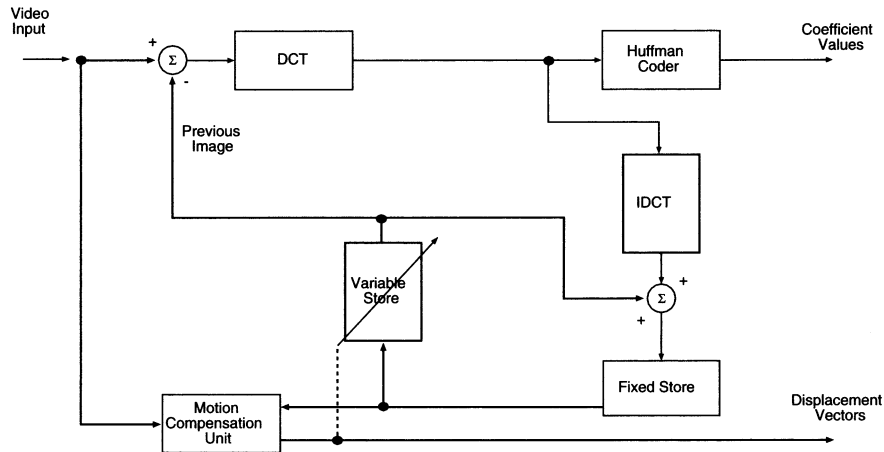 Video
Input
+
Σ
-
DCT
Huffman
Coder
Coefficient
Values
Previous
Image
IDCT
Variable
Store
+
Σ
+
Fixed Store
Motion
Compensation
Unit
Displacement
Vectors